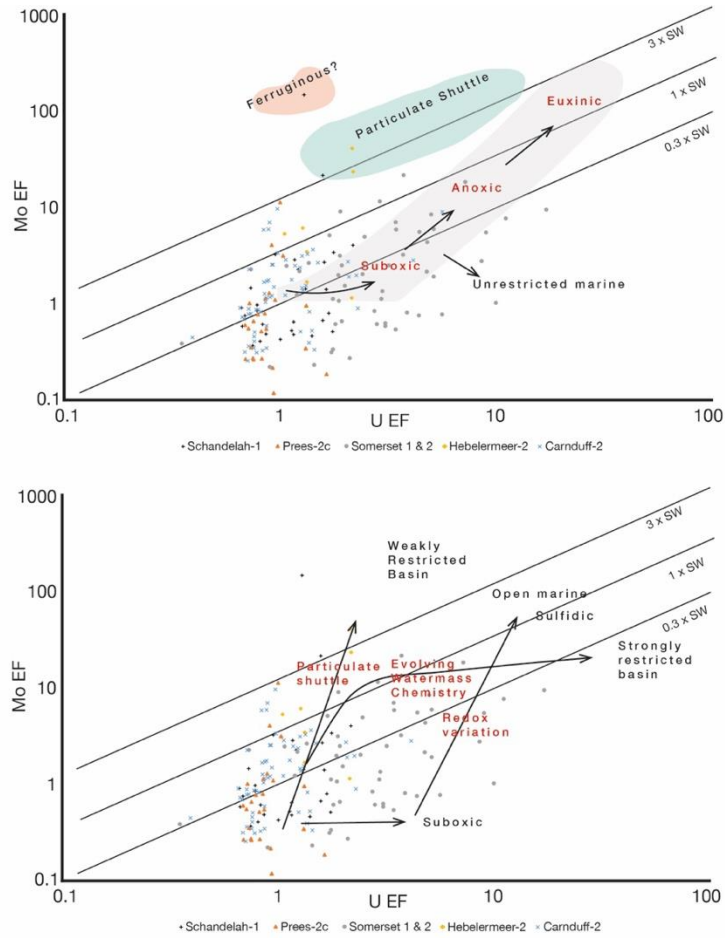 1000
3 x SW
Ferruginous?
Particulate Shuttle
Euxinic
100
1 x SW
0.3 x SW
Mo EF
Anoxic
10
Suboxic
Unrestricted marine
1
0.1
0.1
1
10
100
U EF
Schandelah-1
Prees-2c
Somerset 1 & 2
Hebelermeer-2
Carnduff-2
1000
3 x SW
Weakly
Restricted
Basin
1 x SW
100
Open marine
Sulfidic
0.3 x SW
Mo EF
Strongly
restricted
basin
Particulate
shuttle
Evolving
Watermass
Chemistry
10
Redox
variation
1
Suboxic
0.1
0.1
1
10
100
U EF
Schandelah-1
Prees-2c
Somerset 1 & 2
Hebelermeer-2
Carnduff-2